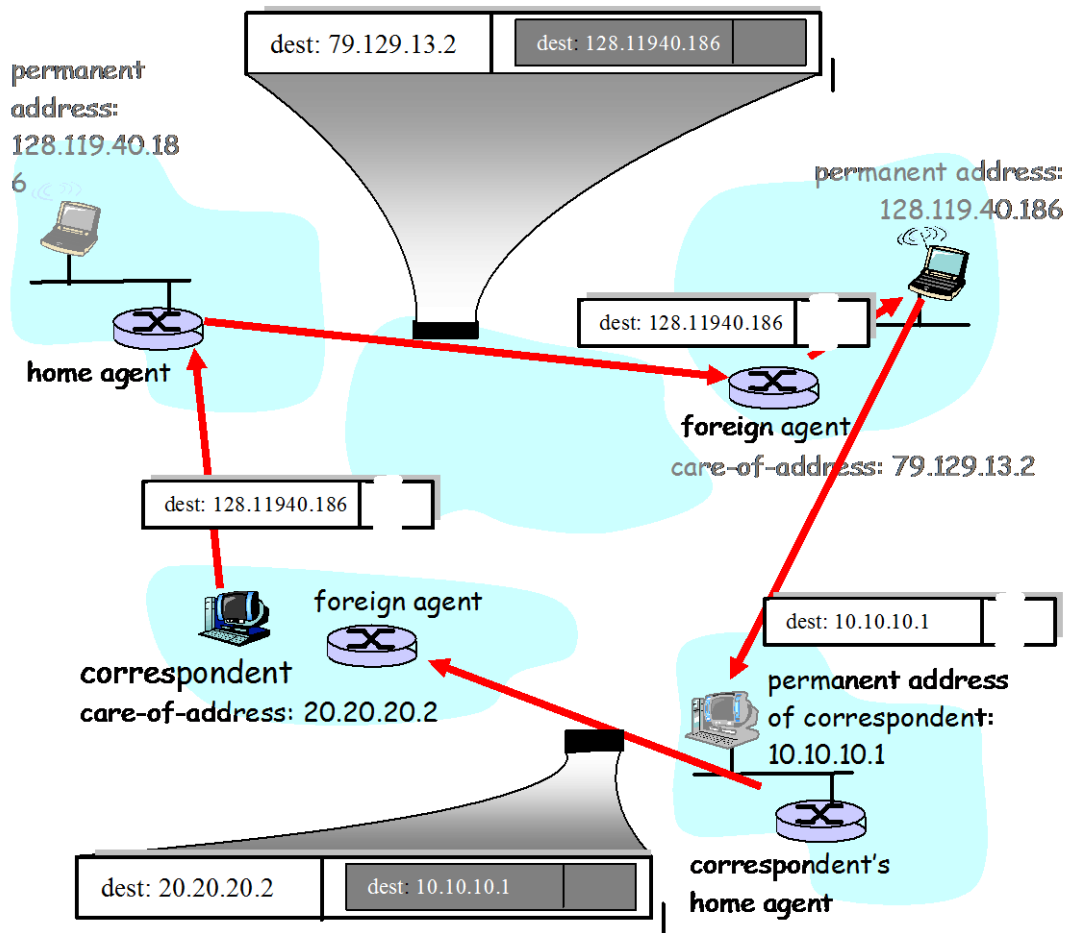 dest: 79.129.13.2
dest: 128.11940.186
permanent
address:
128.119.40.18
6
permanent address:
128.119.40.186
dest: 128.11940.186
home agent
foreign agent
care-of-address: 79.129.13.2
dest: 128.11940.186
foreign agent
correspondent
care-of-address: 20.20.20.2
dest: 10.10.10.1
permanent address
of correspondent:
10.10.10.1
dest: 20.20.20.2
dest: 10.10.10.1
correspondent's
home agent